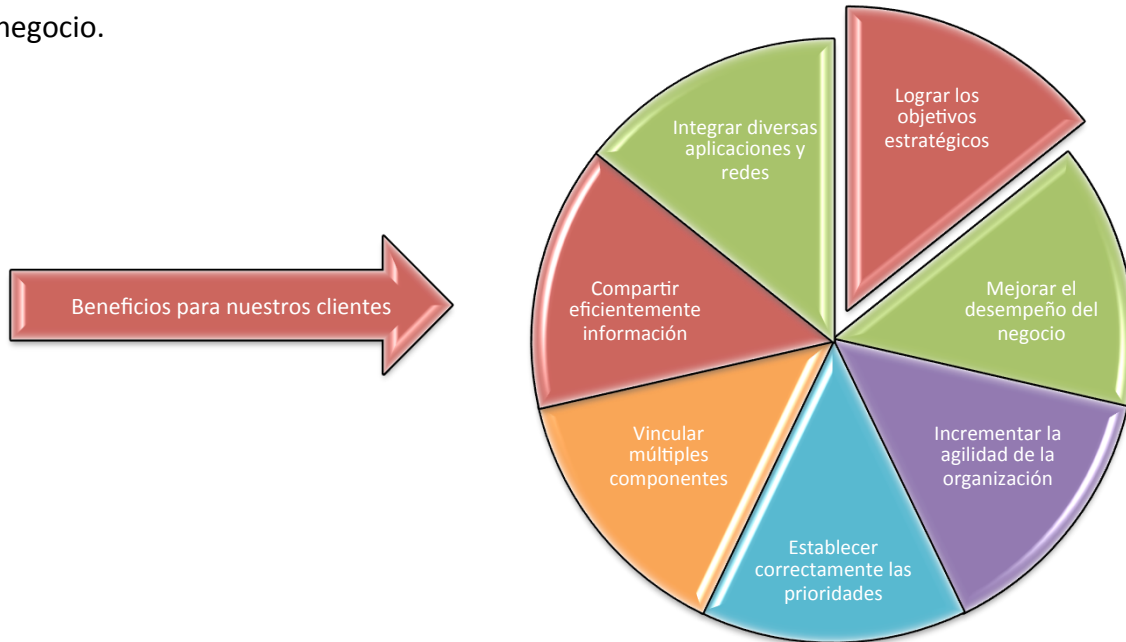 negocio.
Beneficios para nuestros clientes
Lograr los
objetivos
estratégicos
Mejorar el
desempeño del
negocio
Incrementar la
agilidad de la
organización
Establecer
correctamente las
prioridades
Vincular
múltiples
componentes
Compartir
eficientemente
información
Integrar diversas
aplicaciones y
redes